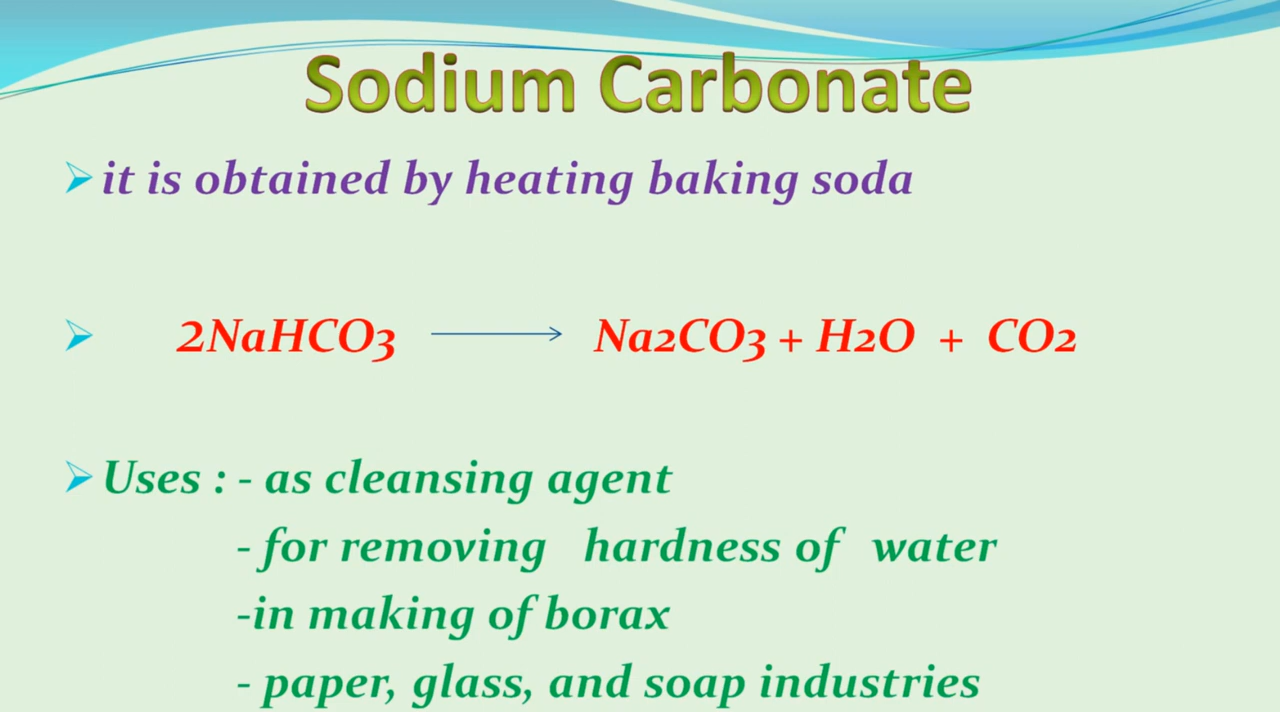 Sodium Carbonate
it is obtained by heating baking soda
2NaHCO3 → Na2CO3 + H2O + CO2
Uses : - as cleansing agent
- for removing hardness of water
-in making of borax
- paper, glass, and soap industries